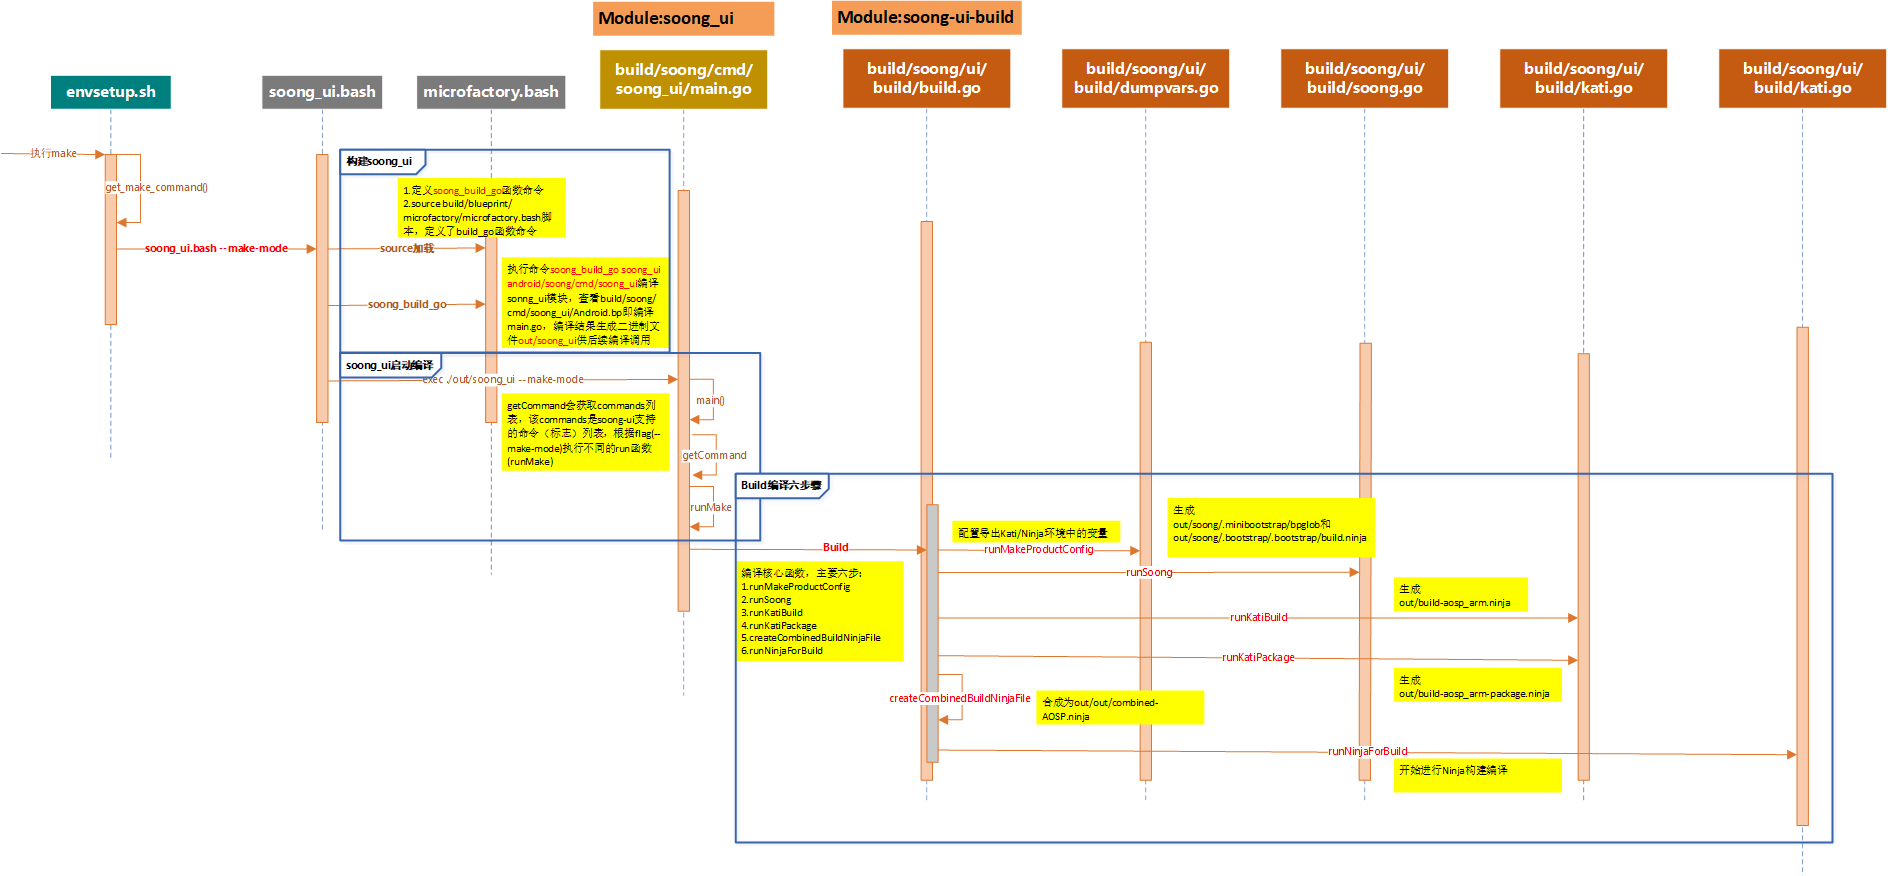 Module:soong_ui
Module:soong-ui-build
envsetup.sh
soong_ui.bash
microfactory.bash
build/soong/cmd/
soong_ui/main.go
build/soong/ui/
build/build.go
build/soong/ui/
build/dumpvars.go
build/soong/ui/
build/soong.go
build/soong/ui/
build/kati.go
build/soong/ui/
build/kati.go
执行make
get_make_command()
soong_ui.bash --make-mode
构建soong_ui
1.定义soong_build_go函数命令
2.source build/blueprint/
microfactory/microfactory.bash脚
本，定义了build_go函数命令
source加载
执行命令soong_build_go soong_ui
android/soong/cmd/soong_ui编译
sonng_ui模块，查看build/soong/
cmd/soong_ui/Android.bp即编译
main.go，编译结果生成二进制文
件out/soong_ui供后续编译调用
soong_build_go
soong_ui启动编译
exec ./out/soong_ui --make-mode
main()
getCommand会获取commands列
表，该commands是soong-ui支持
的命令（标志）列表，根据flag(--
make-mode)执行不同的run函数
(runMake)
getCommand
runMake
Build编译六步骤
Build
编译核心函数，主要六步：
1.runMakeProductConfig
2.runSoong
3.runKatiBuild
4.runKatiPackage
5.createCombinedBuildNinjaFile
6.runNinjaForBuild
配置导出Kati/Ninja环境中的变量
runMakeProductConfig
生成
out/soong/.minibootstrap/bpglob和
out/soong/.bootstrap/.bootstrap/build.ninja
runSoong
生成
out/build-aosp_arm.ninja
runKatiBuild
runKatiPackage
生成
out/build-aosp_arm-package.ninja
createCombinedBuildNinjaFile
合成为out/out/combined-
AOSP.ninja
runNinjaForBuild
开始进行Ninja构建编译